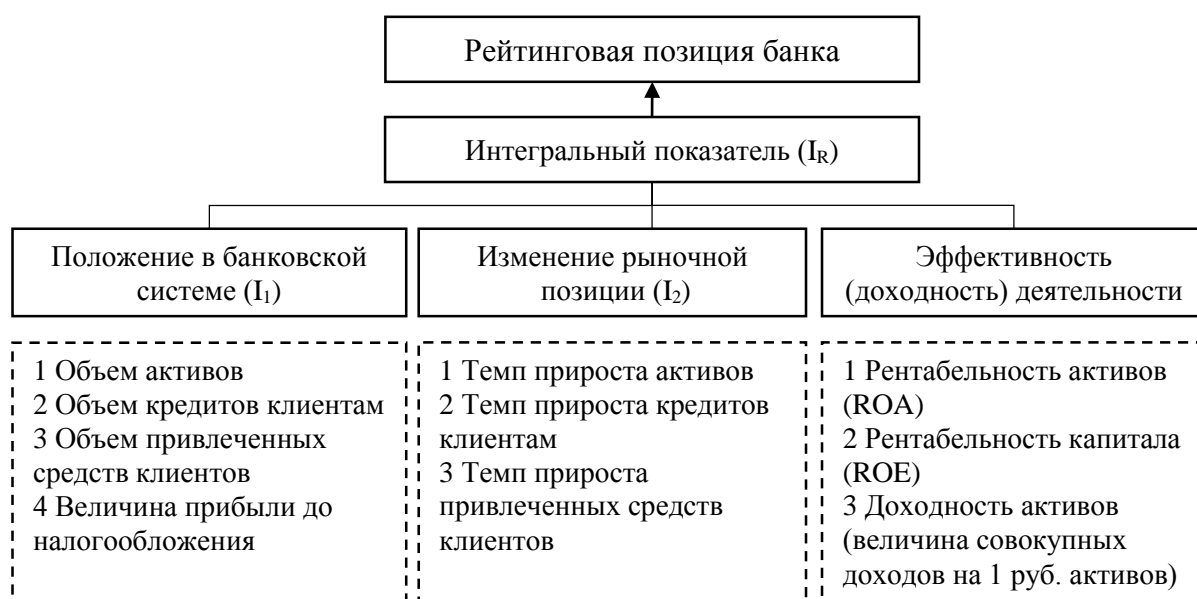 Рейтинговая позиция банка
Интегральный показатель (IR)
Положение в банковской
системе (I1)
Изменение рыночной
позиции (I2)
Эффективность
(доходность) деятельности
1 Объем активов
2 Объем кредитов клиентам
3 Объем привлеченных
средств клиентов
4 Величина прибыли до
налогообложения
1 Темп прироста активов
2 Темп прироста кредитов
клиентам
3 Темп прироста
привлеченных средств
клиентов
1 Рентабельность активов
(ROA)
2 Рентабельность капитала
(ROE)
3 Доходность активов
(величина совокупных
доходов на 1 руб. активов)